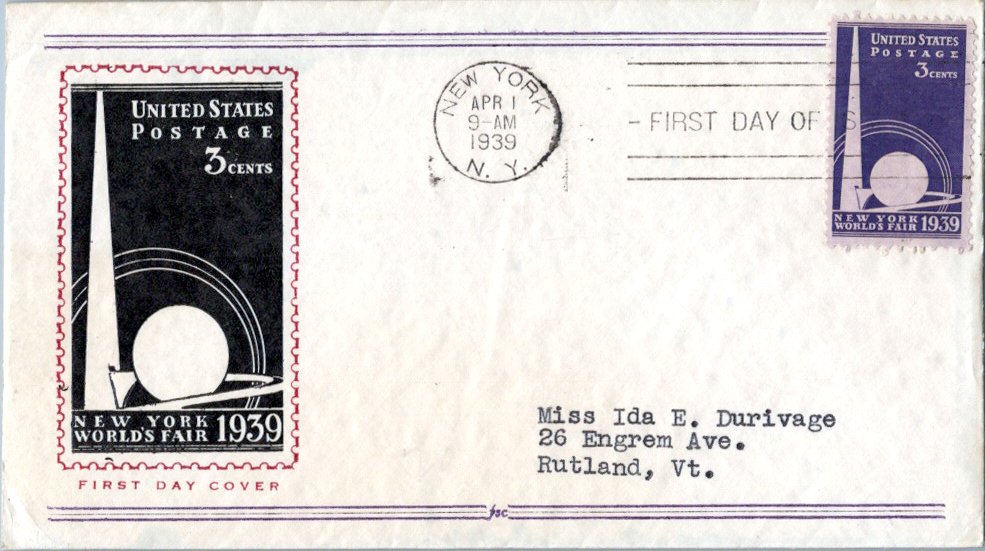 UNITED STATES
POSTAGE
3 CENTS
NEW YORK
WORLD'S FAIR 1939
FIRST DAY COVER
NEW YORK
APR 1
9-AM
1939
N. Y.
- FIRST DAY OF
UNITED STATES
POSTAGE
3 CENTS
NEW YORK
WORLD'S FAIR 1939
Miss Ida E. Durivage
26 Engrem Ave.
Rutland, Vt.